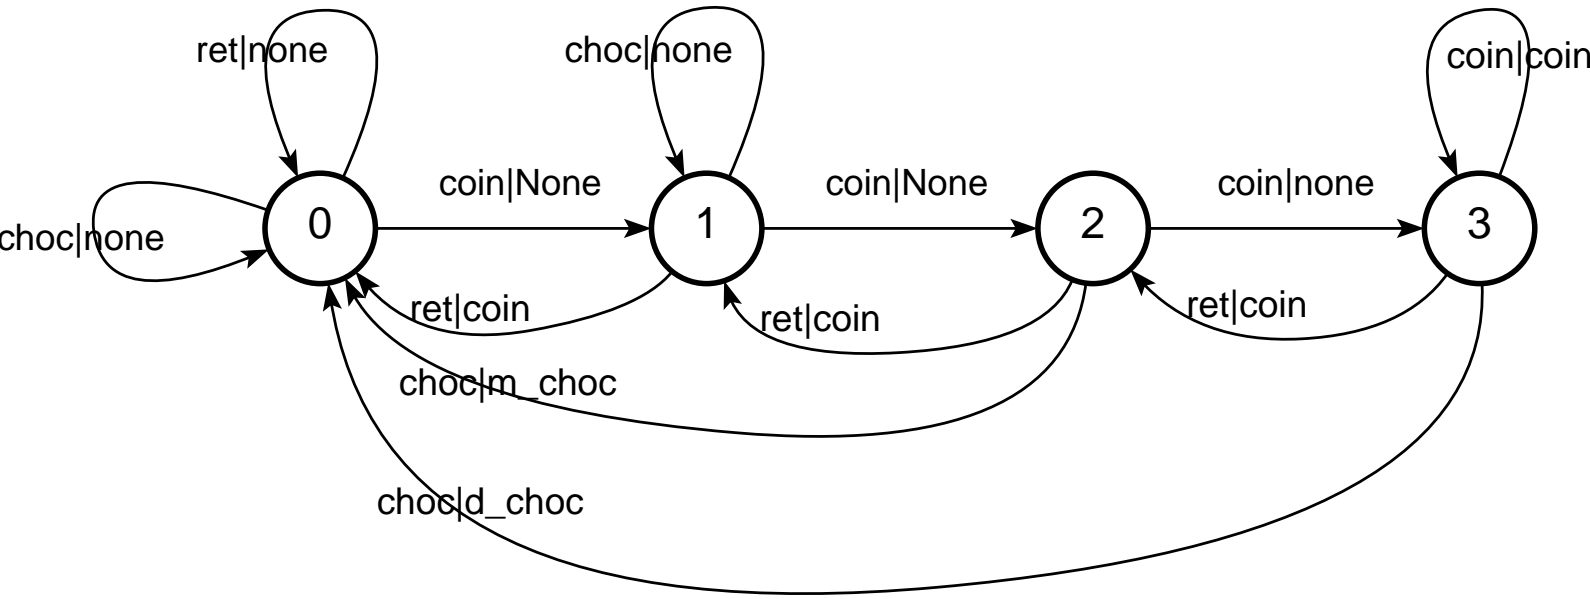 ret|none
choc|none
coin|coin
coin|None
coin|None
coin|none
0
1
2
3
choc|none
ret|coin
ret|coin
ret|coin
choc|m_choc
choc|d_choc